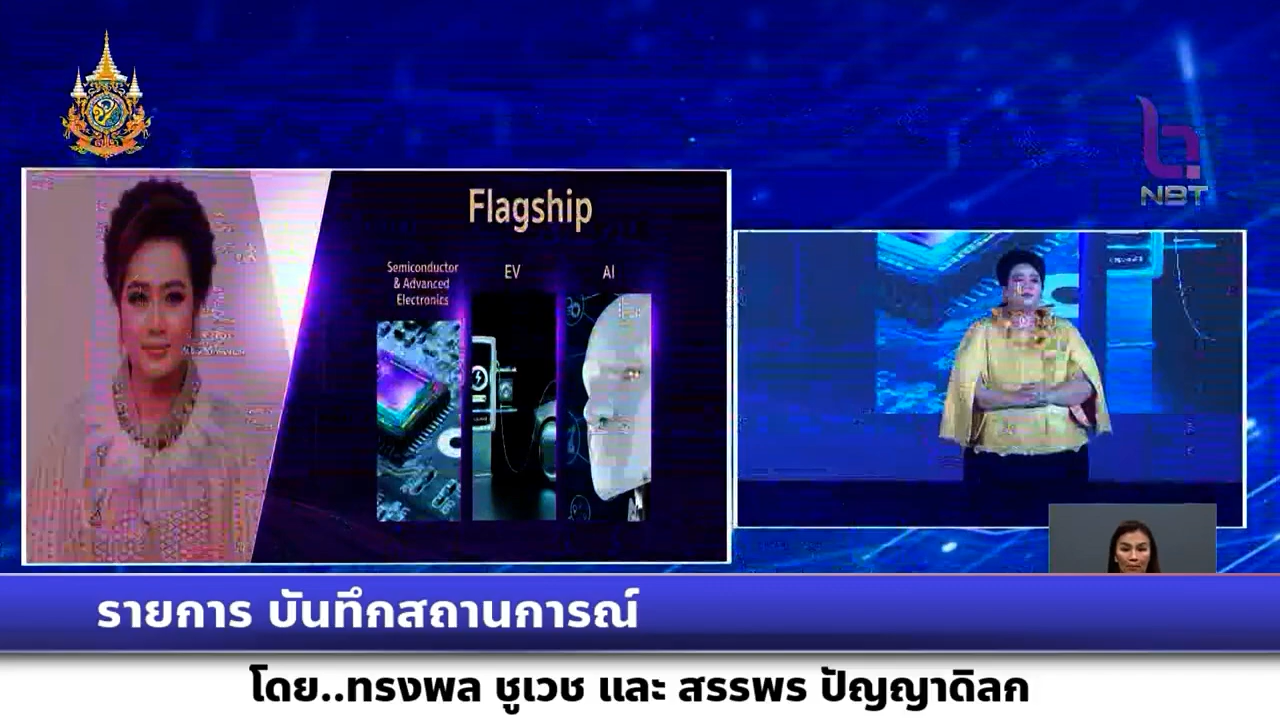 NBT
Flagship
Semiconductor
& Advanced
Electronics
EV
AI
รายการ บันทึกสถานการณ์
โดย..ทรงพล ชูเวช และ สรรพร ปัญญาดิลก